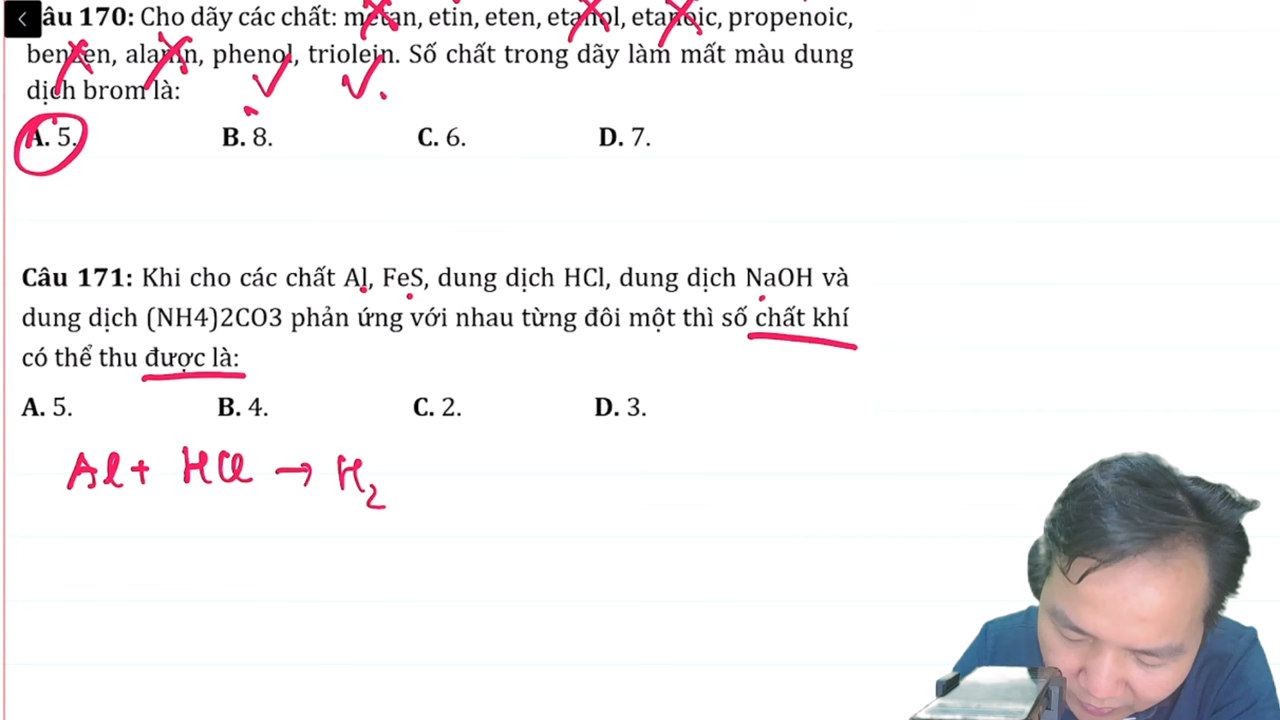 âu 170: Cho dãy các chất: metan, etin, eten, etanol, etanoic, propenoic,
benzen, alanin, phenol, triolein. Số chất trong dãy làm mất màu dung
dịch brom là:
A. 5. B. 8. C. 6. D. 7.
Câu 171: Khi cho các chất Al, FeS, dung dịch HCl, dung dịch NaOH và
dung dịch (NH4)2CO3 phản ứng với nhau từng đôi một thì số chất khí
có thể thu được là:
A. 5. B. 4. C. 2. D. 3.
Al + HCl → H2